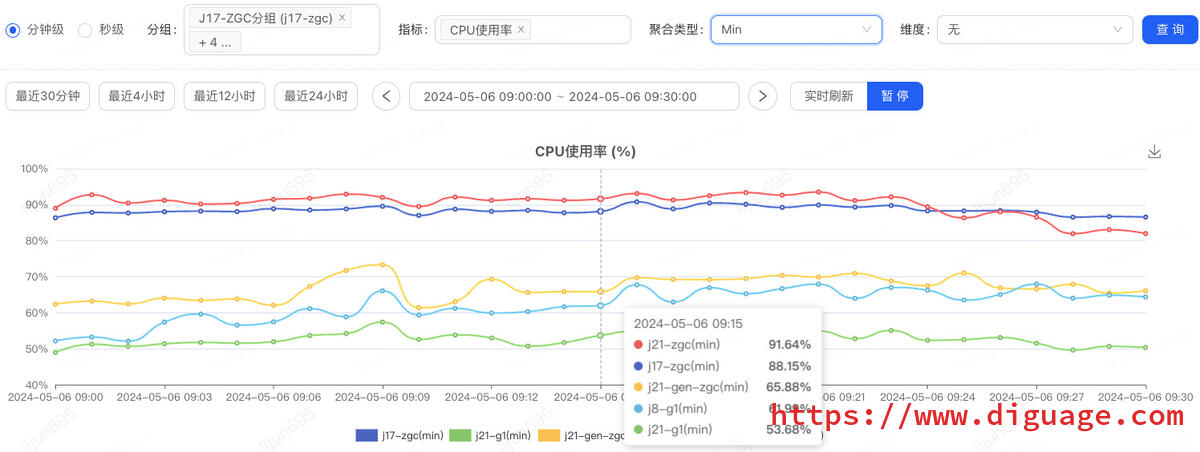 分钟级 秒级 分组： J17-ZGC分组 (j17-zgc) × 指标： CPU使用率 × 聚合类型： Min 维度： 无 查 询
+ 4 ...
最近30分钟 最近4小时 最近12小时 最近24小时 < 2024-05-06 09:00:00 ~ 2024-05-06 09:30:00 > 实时刷新 暂 停
CPU使用率 (%)
100%
90%
80%
70%
60%
50%
40%
2024-05-06 09:15
j21-zgc(min) 91.64%
j17-zgc(min) 88.15%
j21-gen-zgc(min) 65.88%
j8-g1(min)
j21-g1(min) 53.68%
2024-05-06 09:00 2024-05-06 09:03 2024-05-06 09:06 2024-05-06 09:09 2024-05-06 09:12 2024-05-06 09:21 2024-05-06 09:24 2024-05-06 09:27 2024-05-06 09:30
https://www.diguage.com
j17-zgc(min) j21-g1(min) j21-gen-zgc
lijun695